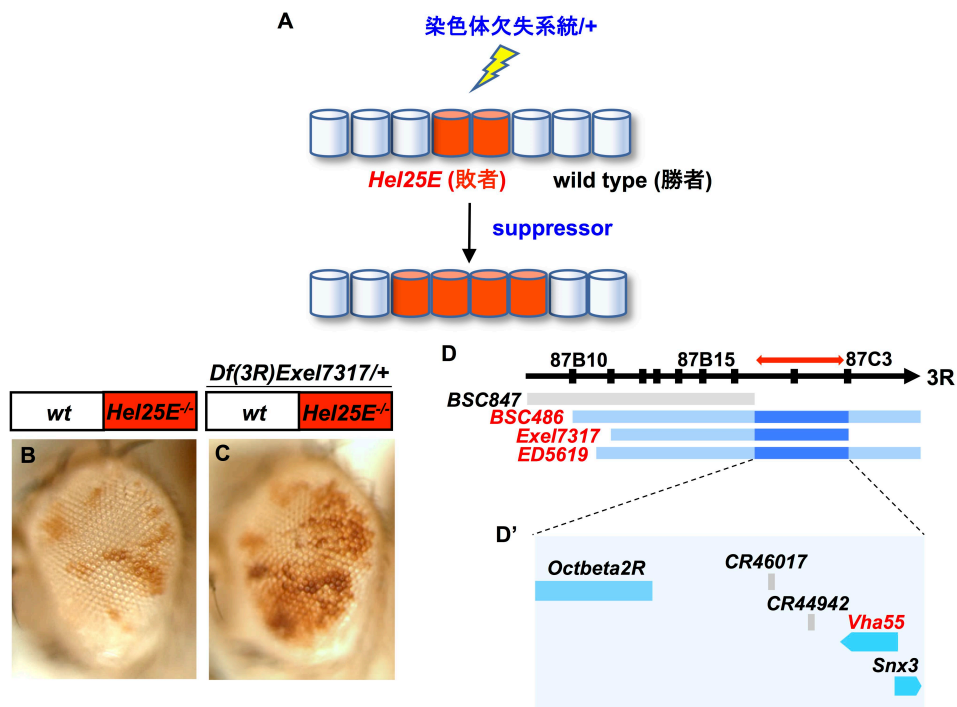 A
染色体欠失系統/+
Hel25E (敗者) wild type (勝者)
suppressor
Df(3R)Exel7317/+
wt Hel25E-/- wt Hel25E-/-
B C
D
87B10 87B15 87C3
3R
BSC847
BSC486
Exel7317
ED5619
D’
Octbeta2R
CR46017
CR44942
Vha55
Snx3